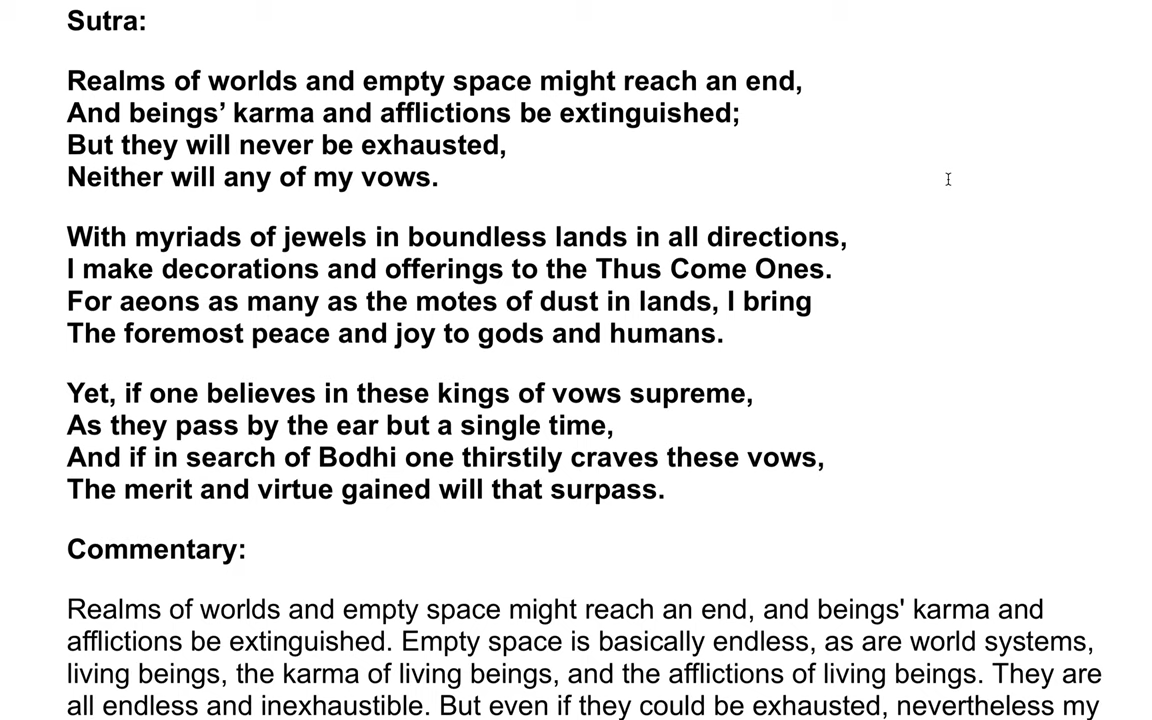 Sutra:
Realms of worlds and empty space might reach an end,
And beings’ karma and afflictions be extinguished;
But they will never be exhausted,
Neither will any of my vows.
With myriads of jewels in boundless lands in all directions,
I make decorations and offerings to the Thus Come Ones.
For aeons as many as the motes of dust in lands, I bring
The foremost peace and joy to gods and humans.
Yet, if one believes in these kings of vows supreme,
As they pass by the ear but a single time,
And if in search of Bodhi one thirstily craves these vows,
The merit and virtue gained will that surpass.
Commentary:
Realms of worlds and empty space might reach an end, and beings' karma and
afflictions be extinguished. Empty space is basically endless, as are world systems,
living beings, the karma of living beings, and the afflictions of living beings. They are
all endless and inexhaustible. But even if they could be exhausted, nevertheless my